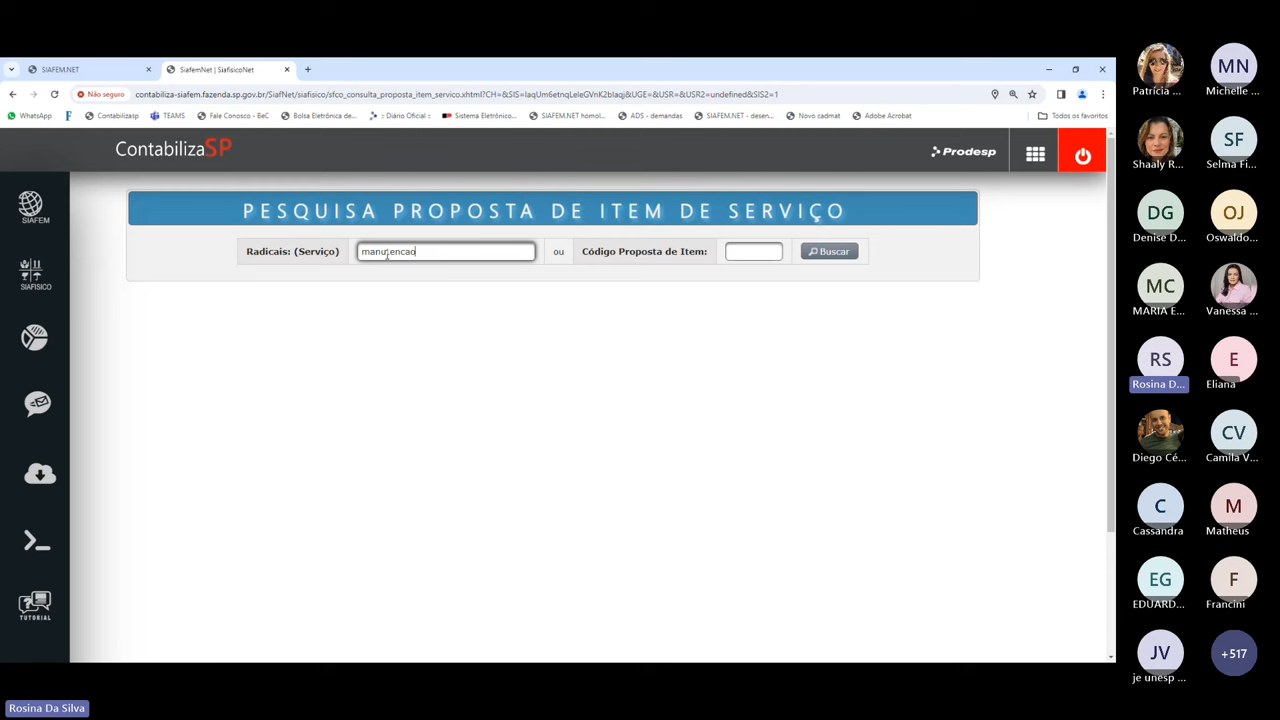 SIAFEM.NET
SiafemNet | SiafisicoNet
Não seguro
contabiliza-siafem.fazenda.sp.gov.br/SiafNet/siafisico/sfco_consulta_proposta_item_servico.xhtml?CH=&SIS=laqUm6etnqLeleGVnK2blaqj&UGE=&USR=&USR2=undefined&SIS2=1
WhatsApp
Contabilizasp
TEAMS
Fale Conosco - BeC
Bolsa Eletrônica de...
:: Diário Oficial ::
Sistema Eletrônico...
SIAFEM.NET homol...
ADS - demandas
SIAFEM.NET - desen...
Novo cadmat
Adobe Acrobat
Todos os favoritos
ContabilizaSP
Prodesp
SIAFEM
SIAFISICO
TUTORIAL
PESQUISA PROPOSTA DE ITEM DE SERVIÇO
Radicais: (Serviço)
manutencao
ou
Código Proposta de Item:
Buscar
Patricia ...
MN
Michelle ...
Shaaly R...
SF
Selma Fi...
DG
Denise D...
OJ
Oswaldo...
MC
MARIA E...
Vanessa ...
RS
Rosina D...
E
Eliana
Diego Cé...
CV
Camila V...
C
Cassandra
M
Matheus
EG
EDUARD...
F
Francini
JV
je unesp ...
+517
Rosina Da Silva